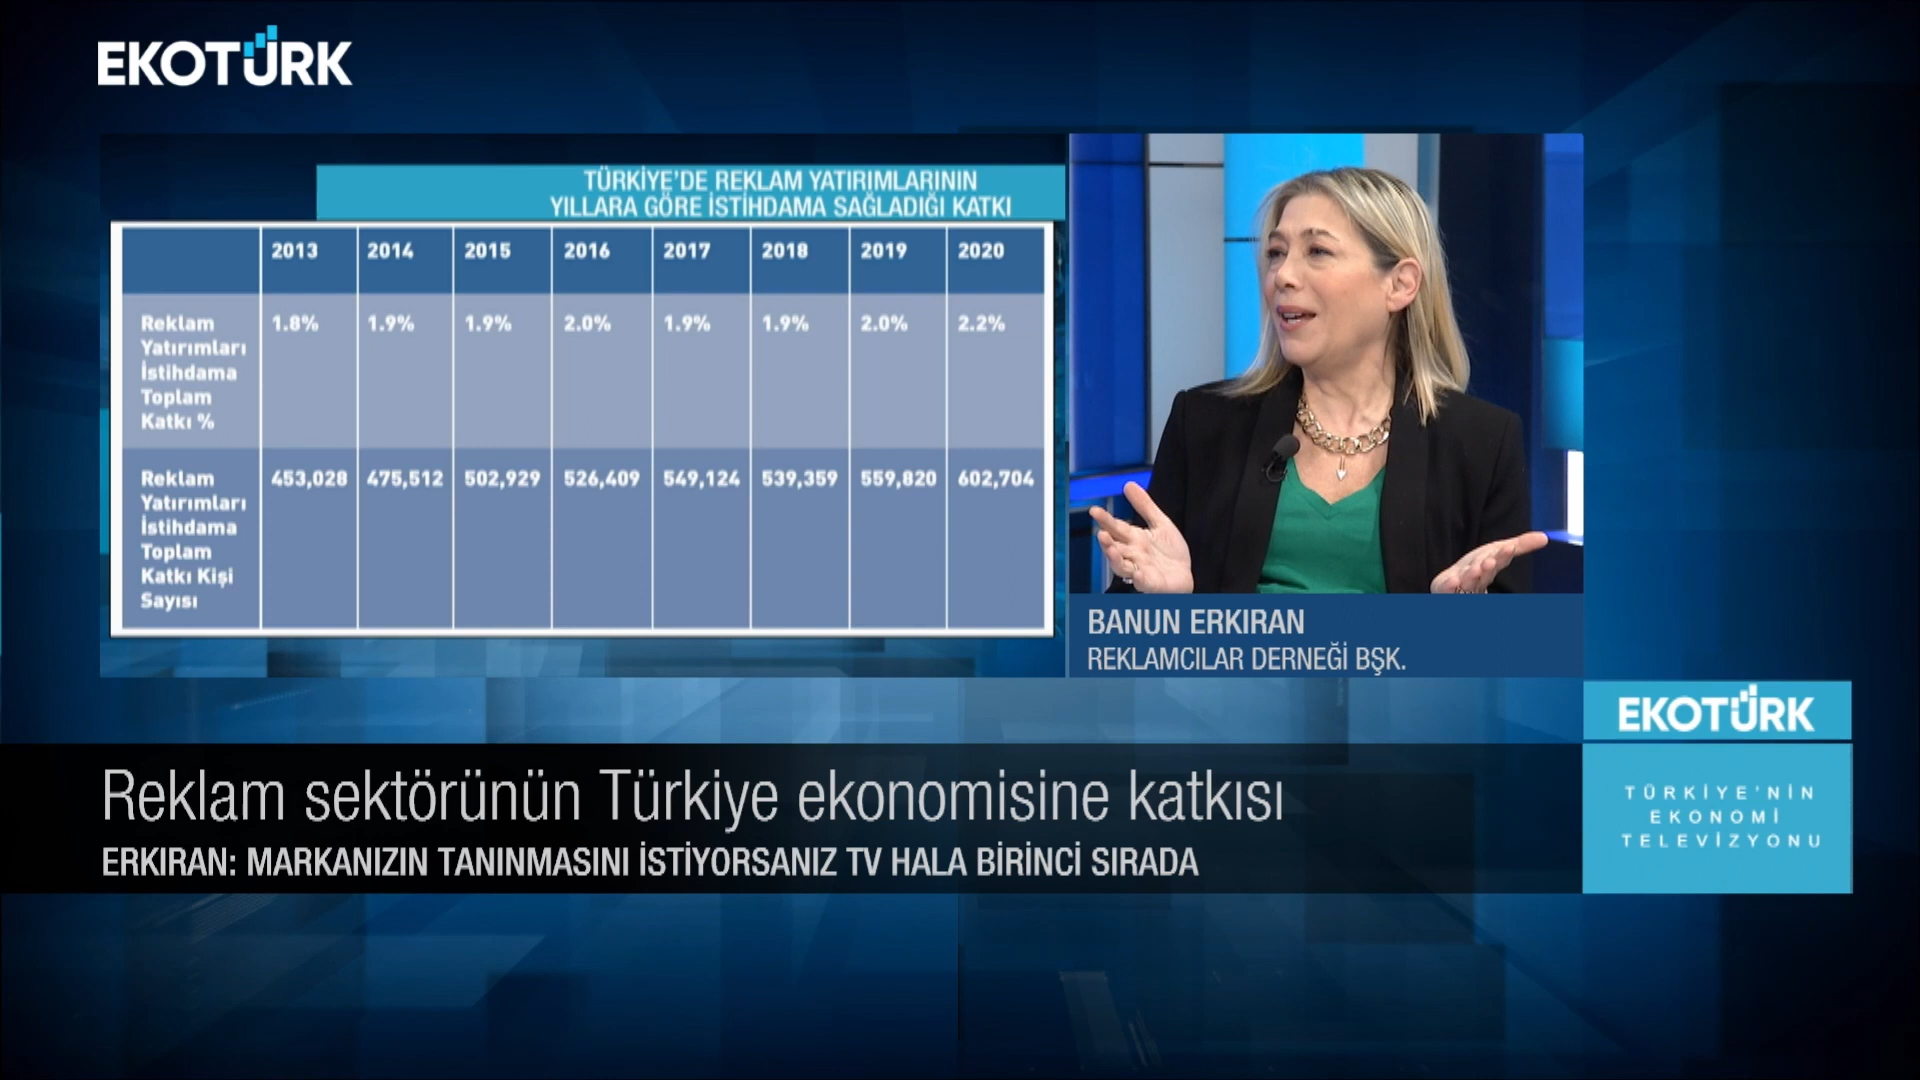 EKOTÜRK
TÜRKİYE'DE REKLAM YATIRIMLARININ
YILLARA GÖRE İSTİHDAMA SAĞLADIĞI KATKI
2013 2014 2015 2016 2017 2018 2019 2020
Reklam 1.8% 1.9% 1.9% 2.0% 1.9% 1.9% 2.0% 2.2%
Yatırımları
İstihdama
Toplam
Katkı %
Reklam 453,028 475,512 502,929 526,409 549,124 539,359 559,820 602,704
Yatırımları
İstihdama
Toplam
Katkı Kişi
Sayısı
BANUN ERKIRAN
REKLAMCILAR DERNEĞİ BŞK.
EKOTÜRK
TÜRKİYE'NİN
EKONOMİ
TELEVİZYONU
Reklam sektörünün Türkiye ekonomisine katkısı
ERKIRAN: MARKANIZIN TANINMASINI İSTİYORSANIZ TV HALA BİRİNCİ SIRADA